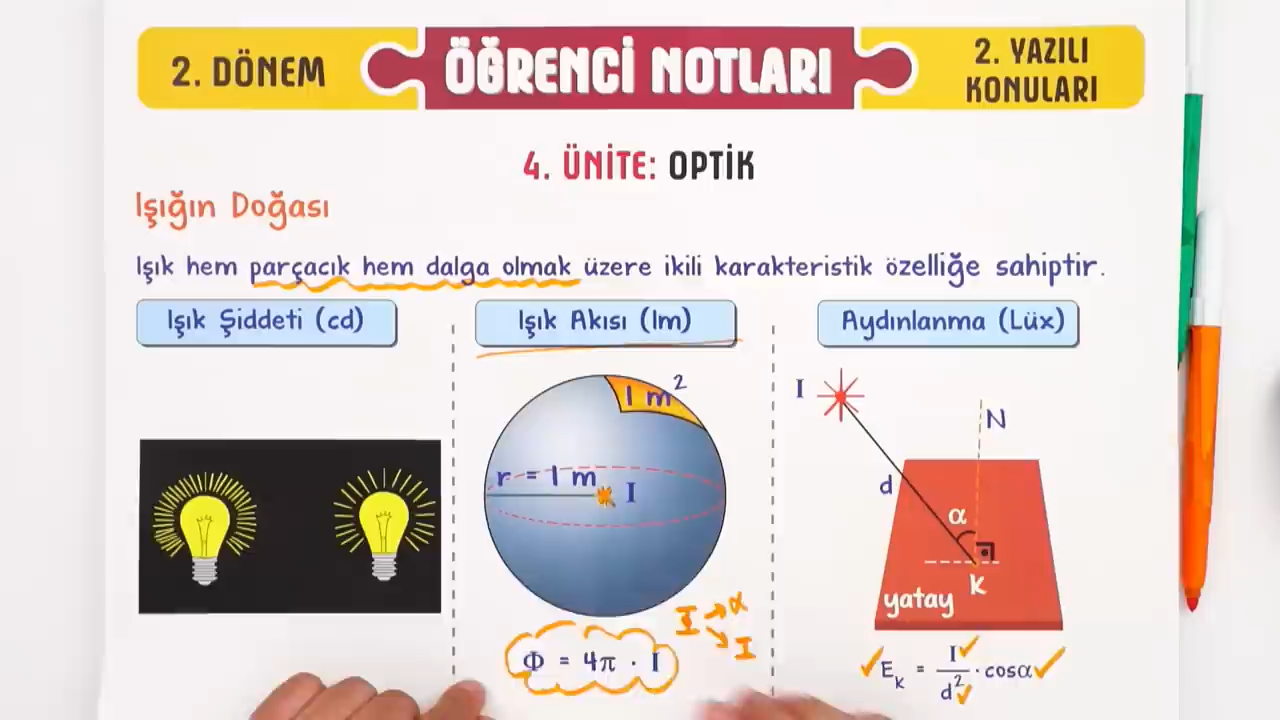 2. DÖNEM
ÖĞRENCİ NOTLARI
2. YAZILI
KONULARI
4. ÜNİTE: OPTİK
Işığın Doğası
Işık hem parçacık hem dalga olmak üzere ikili karakteristik özelliğe sahiptir.
Işık Şiddeti (cd)
Işık Akısı (lm)
1 m²
r = 1 m
I
I → α
↘ I
Φ = 4π · I
Aydınlanma (Lüx)
I
N
d
α
K
yatay
E_K = I/d² · cosα